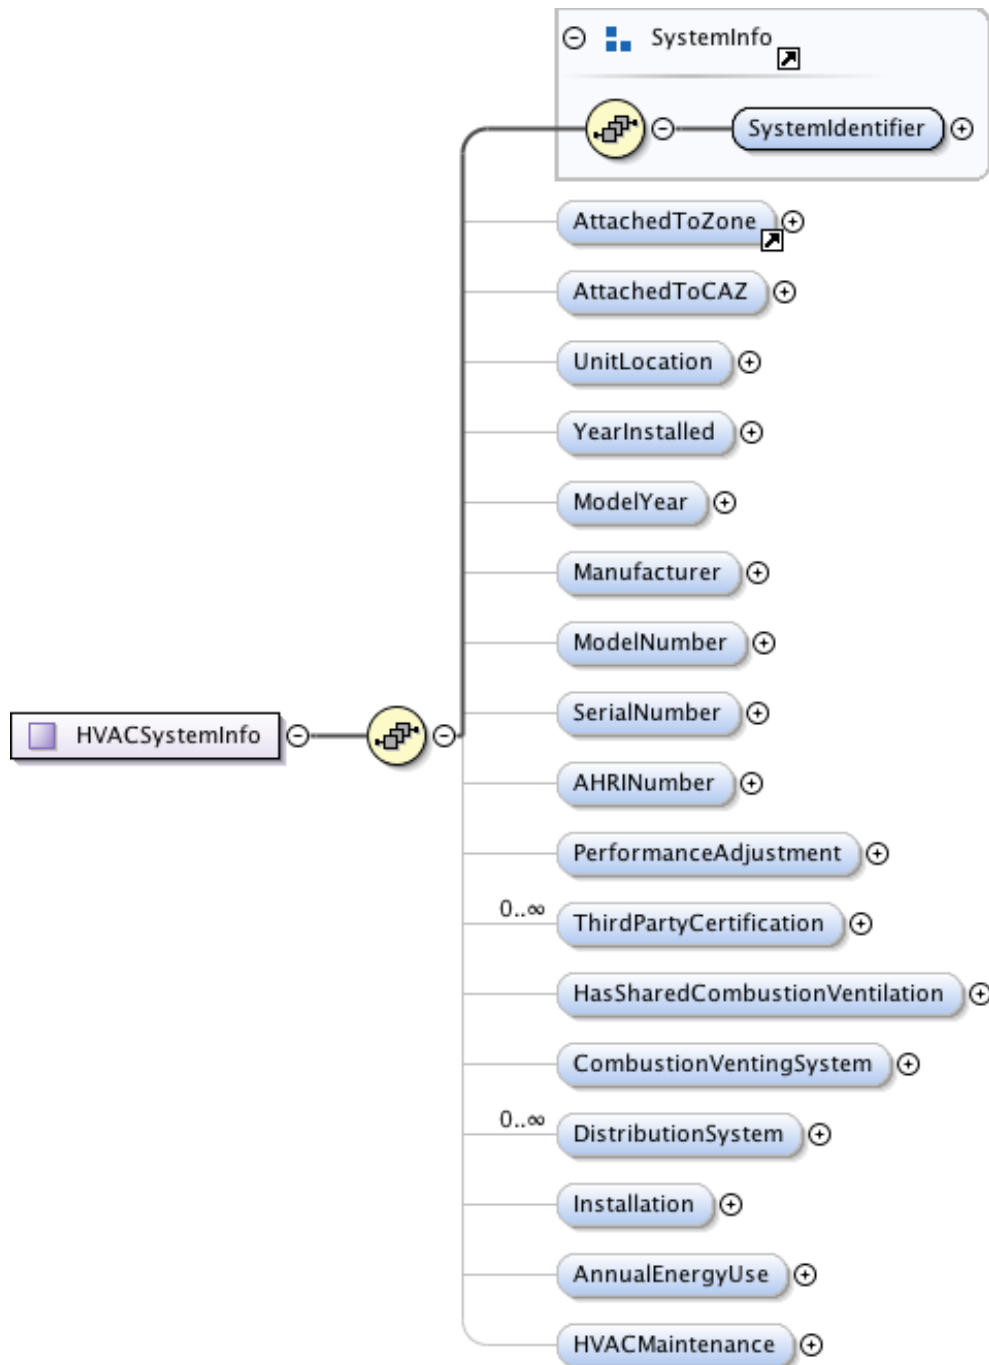 SystemInfo
SystemIdentifier
AttachedToZone
AttachedToCAZ
UnitLocation
YearInstalled
ModelYear
Manufacturer
ModelNumber
SerialNumber
HVACSystemInfo
AHRINumber
PerformanceAdjustment
0..∞
ThirdPartyCertification
HasSharedCombustionVentilation
CombustionVentingSystem
0..∞
DistributionSystem
Installation
AnnualEnergyUse
HVACMaintenance